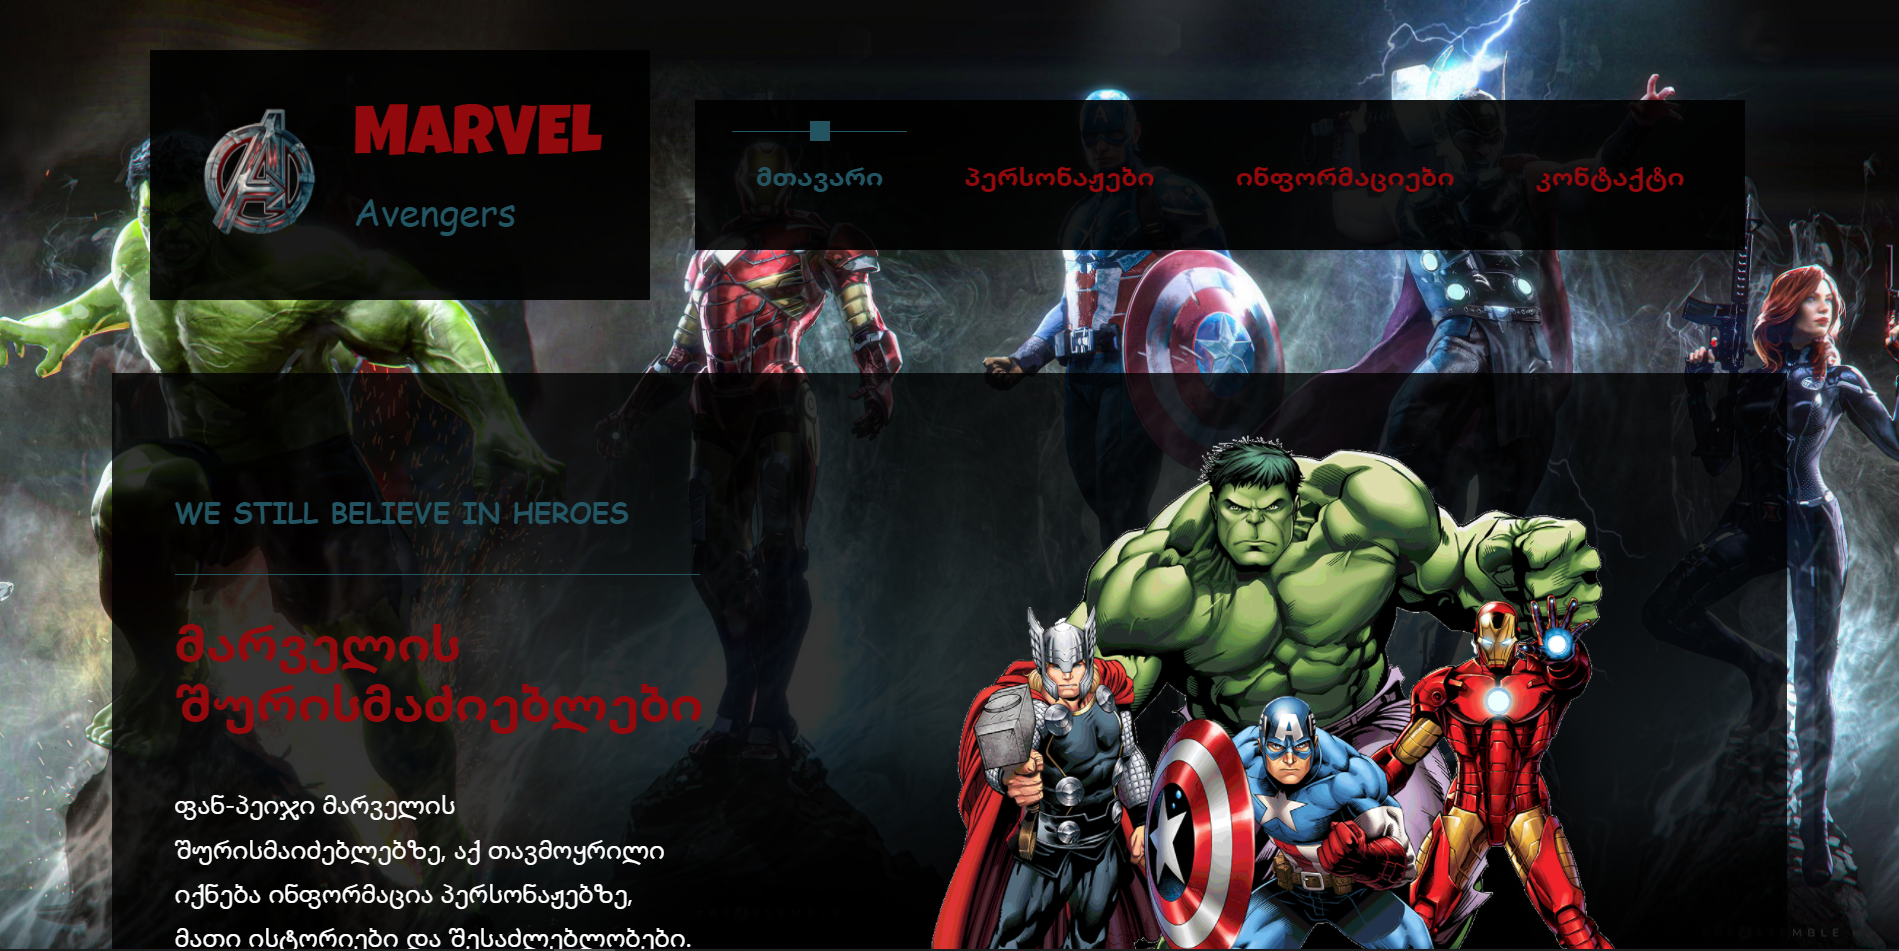 MARVEL
Avengers
მთავარი პერსონაჟები ინფორმაციები კონტაქტი
WE STILL BELIEVE IN HEROES
მარველის
შურისმაძიებლები
ფან-პეიჯი მარველის
შურისმაიძებლებზე, აქ თავმოყრილი
იქნება ინფორმაცია პერსონაჟებზე,
მათი ისტორიები და შესაძლებლობები.